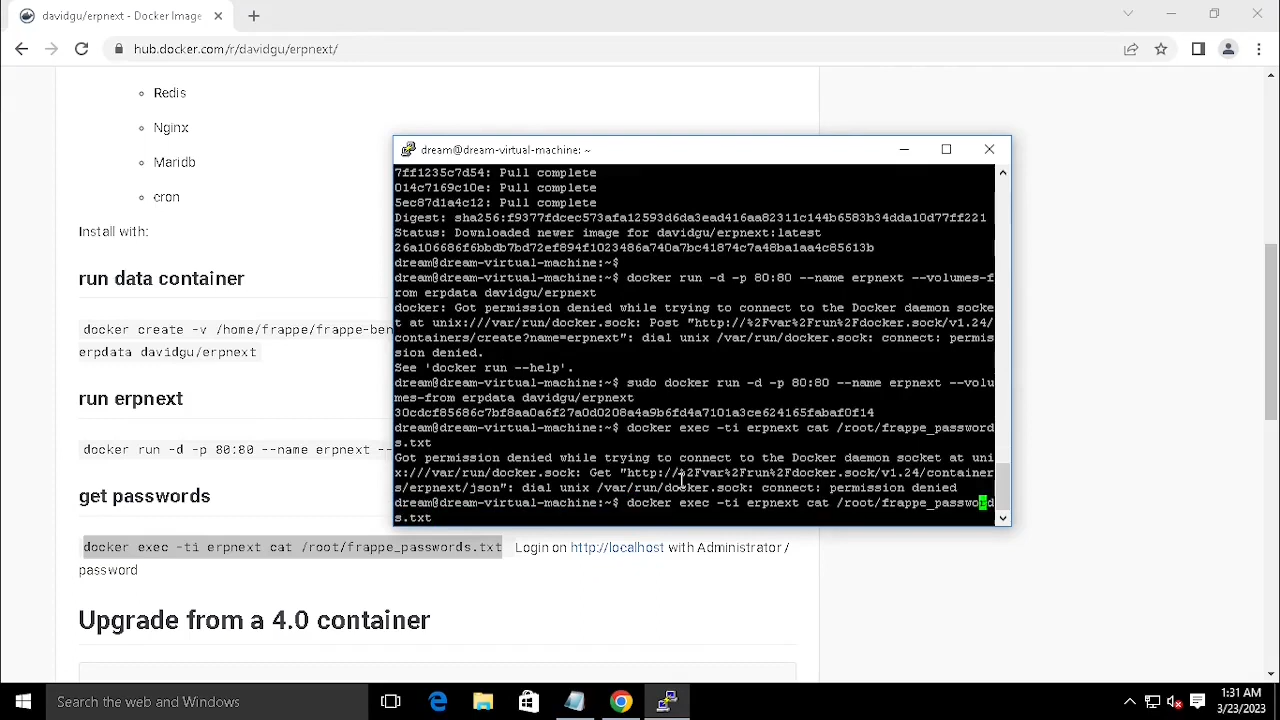 davidgu/erpnext - Docker Image
hub.docker.com/r/davidgu/erpnext/
Redis
Nginx
Maridb
cron
Install with:
run data container
docker create -v /home/frappe/frappe-ben
erpdata davidgu/erpnext
run erpnext
docker run -d -p 80:80 --name erpnext --
get passwords
docker exec -ti erpnext cat /root/frappe_passwords.txt Login on http://localhost with Administrator /
password
Upgrade from a 4.0 container
dream@dream-virtual-machine: ~
7ff1235c7d54: Pull complete
014c7169c10e: Pull complete
5ec87d1a4c12: Pull complete
Digest: sha256:f9377fdcec573afa12593d6da3ead416aa82311c144b6583b34dda10d77ff221
Status: Downloaded newer image for davidgu/erpnext:latest
26a106686f6bbdb7bd72ef894f1023486a740a7bc41874c7a48ba1aa4c85613b
dream@dream-virtual-machine:~$
dream@dream-virtual-machine:~$ docker run -d -p 80:80 --name erpnext --volumes-f
rom erpdata davidgu/erpnext
docker: Got permission denied while trying to connect to the Docker daemon socke
t at unix:///var/run/docker.sock: Post "http://%2Fvar%2Frun%2Fdocker.sock/v1.24/
containers/create?name=erpnext": dial unix /var/run/docker.sock: connect: permis
sion denied.
See 'docker run --help'.
dream@dream-virtual-machine:~$ sudo docker run -d -p 80:80 --name erpnext --volu
mes-from erpdata davidgu/erpnext
30cdcf85686c7bf8aa0a6f27a0d0208a4a9b6fd4a7101a3ce624165fabaf0f14
dream@dream-virtual-machine:~$ docker exec -ti erpnext cat /root/frappe_password
s.txt
Got permission denied while trying to connect to the Docker daemon socket at uni
x:///var/run/docker.sock: Get "http://%2Fvar%2Frun%2Fdocker.sock/v1.24/container
s/erpnext/json": dial unix /var/run/docker.sock: connect: permission denied
dream@dream-virtual-machine:~$ docker exec -ti erpnext cat /root/frappe_password
s.txt
Search the web and Windows
1:31 AM
3/23/2023